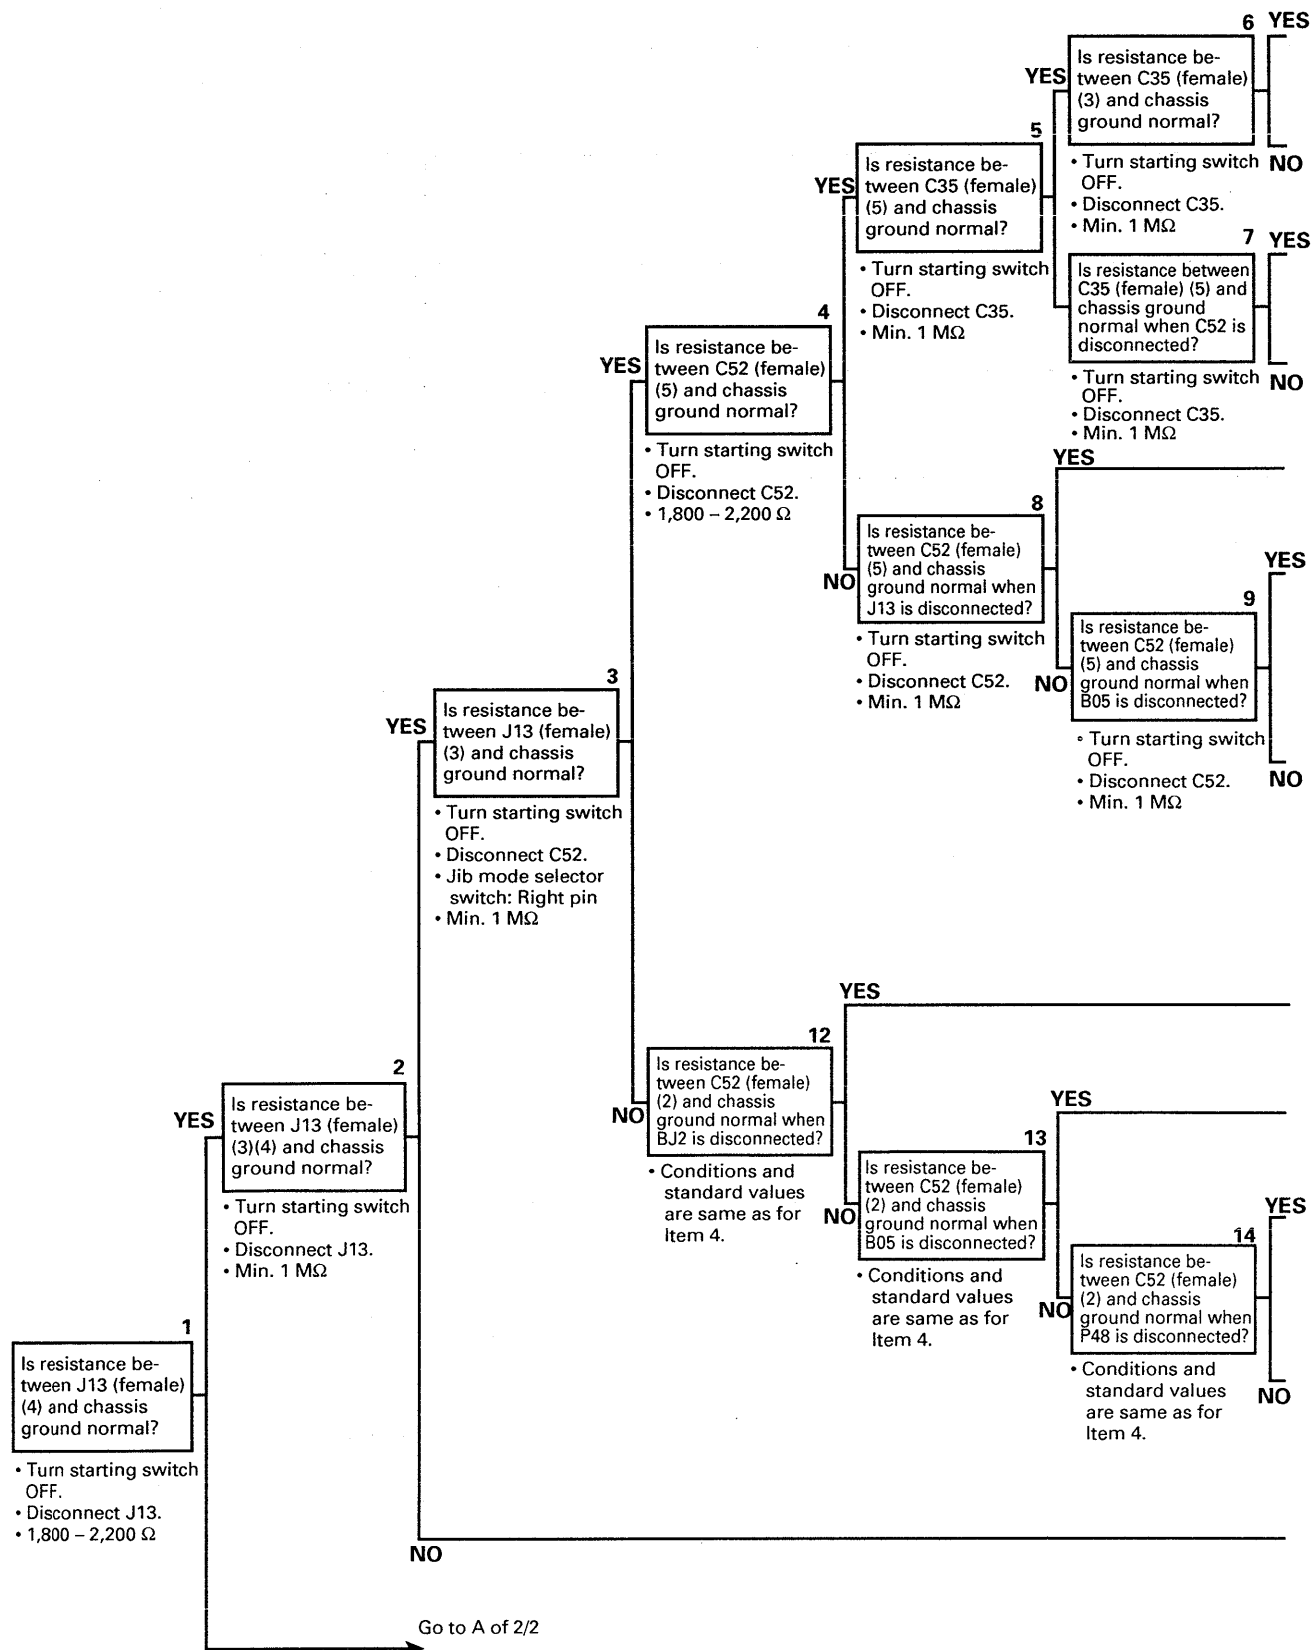 6 YES
Is resistance be-
tween C35 (female)
(3) and chassis
ground normal?
YES
NO
• Turn starting switch
OFF.
• Disconnect C35.
• Min. 1 MΩ
5
Is resistance be-
tween C35 (female)
(5) and chassis
ground normal?
YES
• Turn starting switch
OFF.
• Disconnect C35.
• Min. 1 MΩ
7 YES
Is resistance between
C35 (female) (5) and
chassis ground
normal when C52 is
disconnected?
NO
• Turn starting switch
OFF.
• Disconnect C35.
• Min. 1 MΩ
4
Is resistance be-
tween C52 (female)
(5) and chassis
ground normal?
YES
• Turn starting switch
OFF.
• Disconnect C52.
• 1,800 – 2,200 Ω
YES
8
Is resistance be-
tween C52 (female)
(5) and chassis
ground normal when
J13 is disconnected?
NO
• Turn starting switch
OFF.
• Disconnect C52.
• Min. 1 MΩ
YES
9
Is resistance be-
tween C52 (female)
(5) and chassis
ground normal when
B05 is disconnected?
NO
∘ Turn starting switch
OFF.
• Disconnect C52.
• Min. 1 MΩ
NO
3
YES
Is resistance be-
tween J13 (female)
(3) and chassis
ground normal?
• Turn starting switch
OFF.
• Disconnect C52.
• Jib mode selector
switch: Right pin
• Min. 1 MΩ
YES
12
Is resistance be-
tween C52 (female)
(2) and chassis
ground normal when
BJ2 is disconnected?
NO
• Conditions and
standard values
are same as for
Item 4.
YES
13
Is resistance be-
tween C52 (female)
(2) and chassis
ground normal when
B05 is disconnected?
NO
• Conditions and
standard values
are same as for
Item 4.
YES
14
Is resistance be-
tween C52 (female)
(2) and chassis
ground normal when
P48 is disconnected?
NO
• Conditions and
standard values
are same as for
Item 4.
NO
2
YES
Is resistance be-
tween J13 (female)
(3)(4) and chassis
ground normal?
• Turn starting switch
OFF.
• Disconnect J13.
• Min. 1 MΩ
1
Is resistance be-
tween J13 (female)
(4) and chassis
ground normal?
• Turn starting switch
OFF.
• Disconnect J13.
• 1,800 – 2,200 Ω
NO
Go to A of 2/2